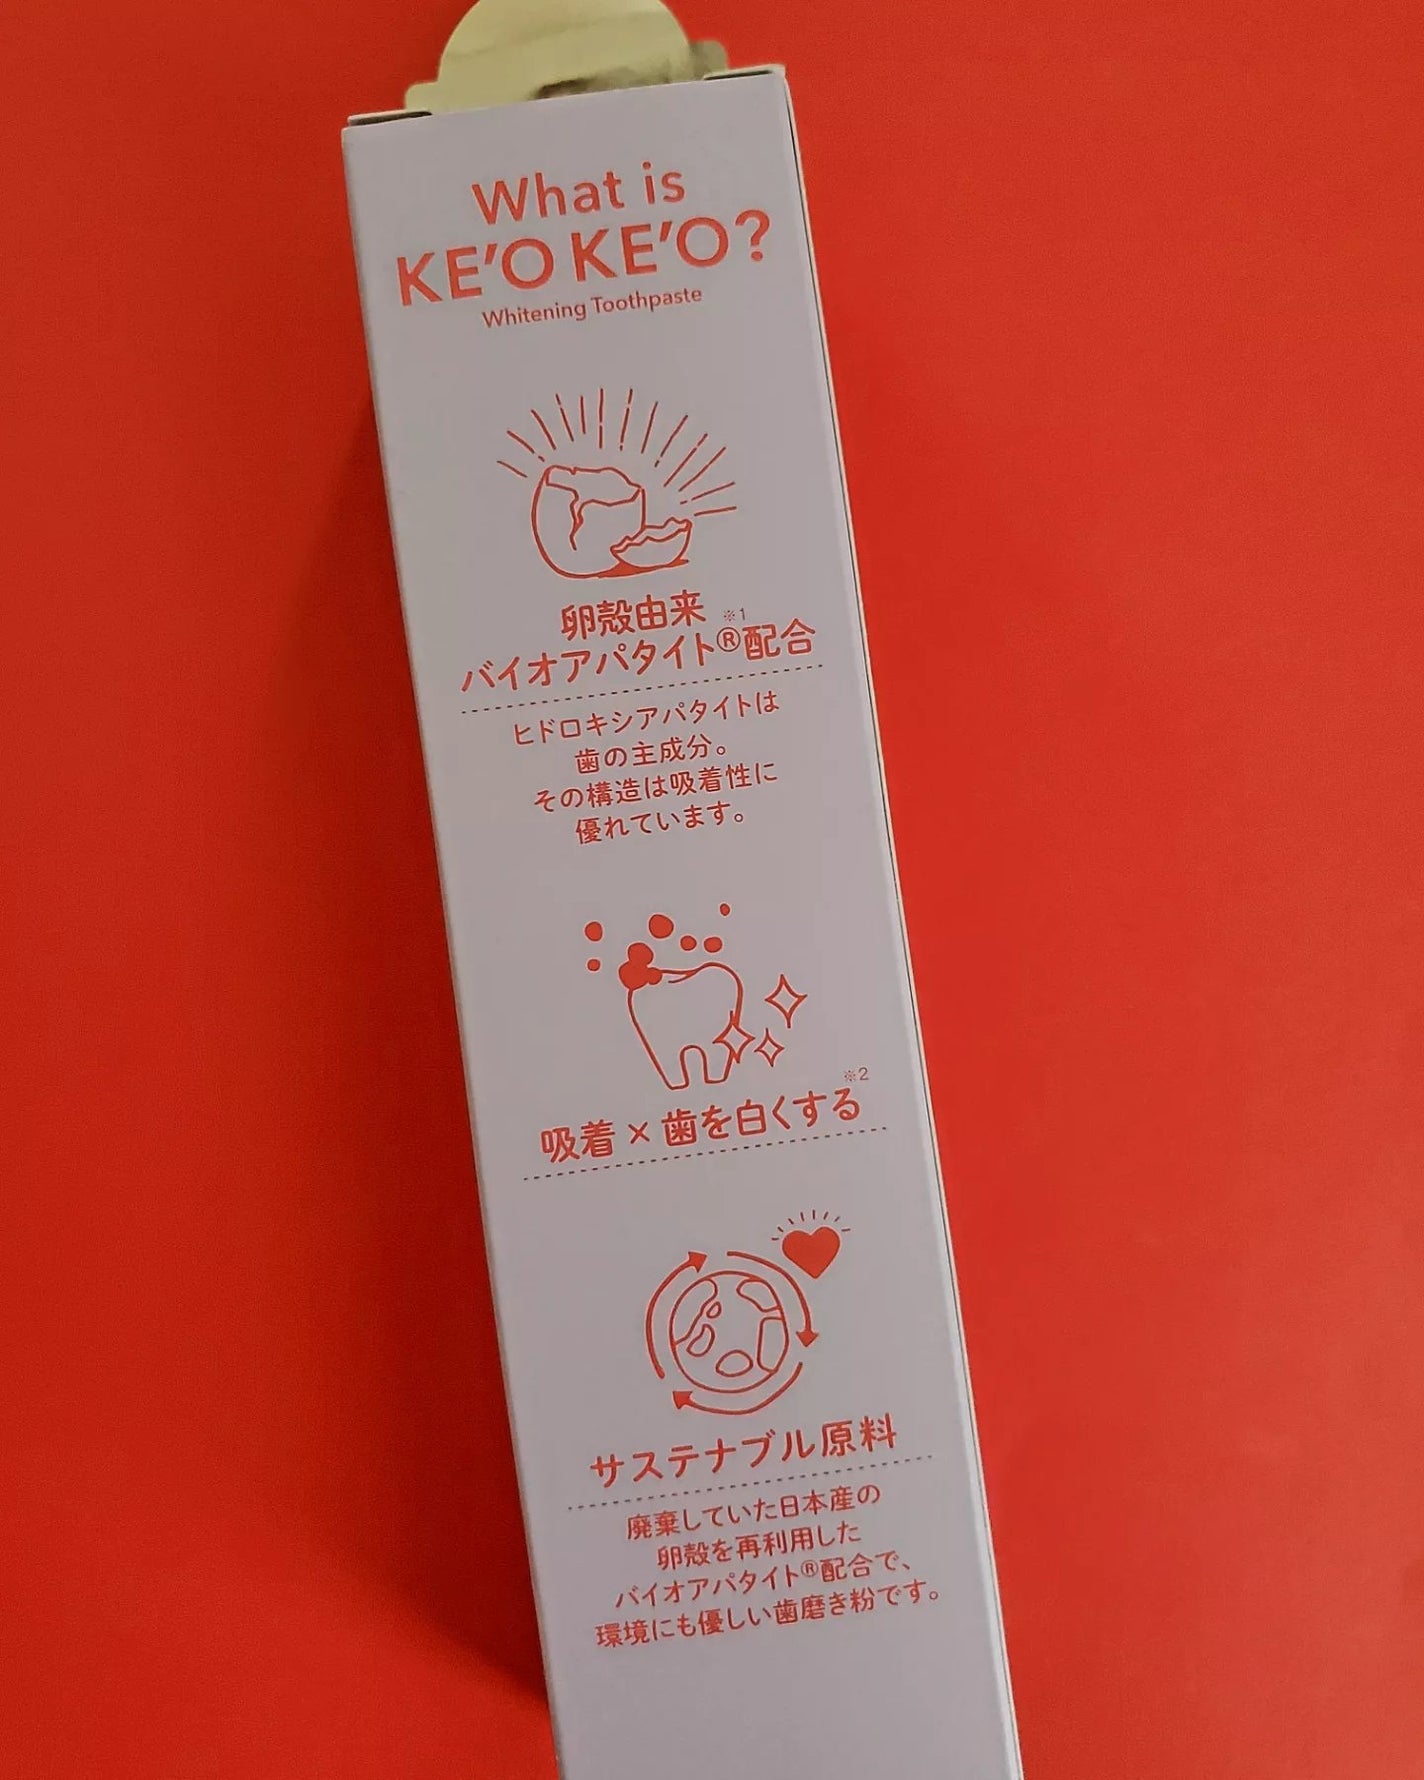 What is
KE'O KE'O?
Whitening Toothpaste
卵殻由来
バイオアパタイト®※1配合
ヒドロキシアパタイトは
歯の主成分。
その構造は吸着性に
優れています。
吸着×歯を白くする※2
サステナブル原料
廃棄していた日本産の
卵殻を再利用した
バイオアパタイト®配合で、
環境にも優しい歯磨き粉です。